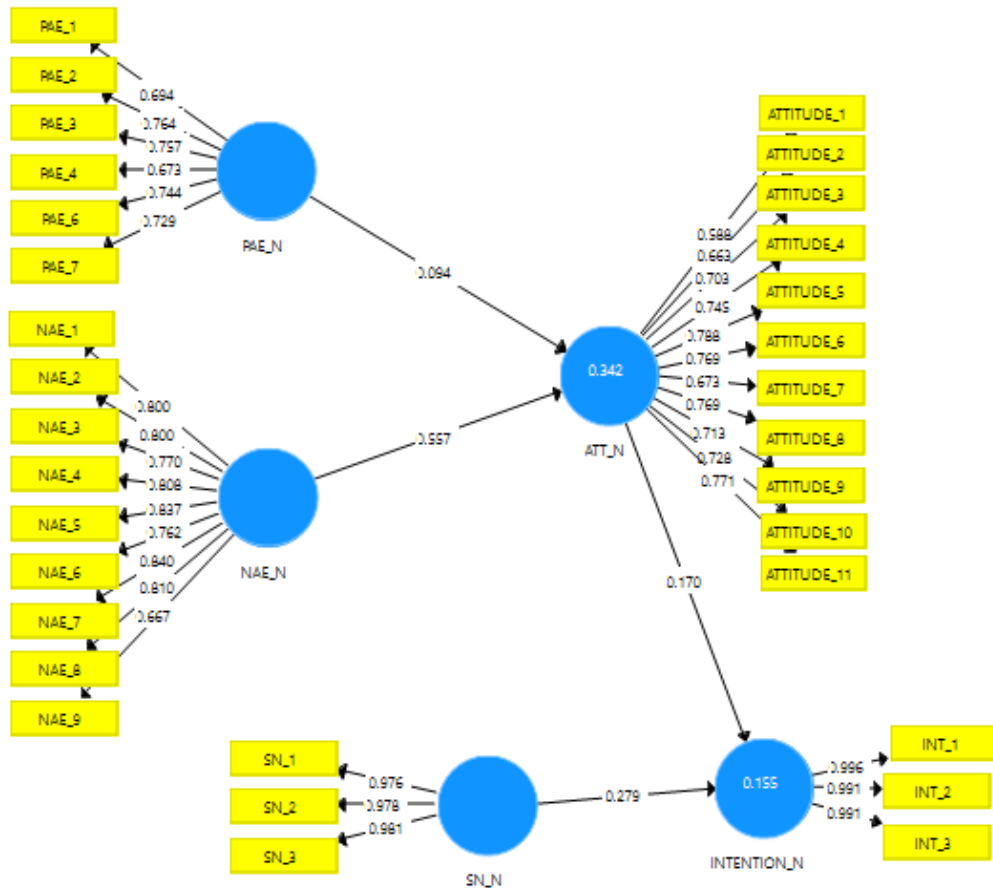 PAE_1
PAE_2
PAE_3
PAE_4
PAE_6
PAE_7
0.694
0.764
0.757
0.673
0.744
0.729
PAE_N
0.094
NAE_1
NAE_2
NAE_3
NAE_4
NAE_5
NAE_6
NAE_7
NAE_8
NAE_9
0.800
0.800
0.770
0.808
0.837
0.762
0.840
0.810
0.667
NAE_N
0.557
0.342
ATT_N
0.588
0.663
0.703
0.745
0.788
0.769
0.673
0.769
0.713
0.728
0.771
ATTITUDE_1
ATTITUDE_2
ATTITUDE_3
ATTITUDE_4
ATTITUDE_5
ATTITUDE_6
ATTITUDE_7
ATTITUDE_8
ATTITUDE_9
ATTITUDE_10
ATTITUDE_11
0.170
SN_1
SN_2
SN_3
0.976
0.978
0.981
SN_N
0.279
0.155
INTENTION_N
0.996
0.991
0.991
INT_1
INT_2
INT_3